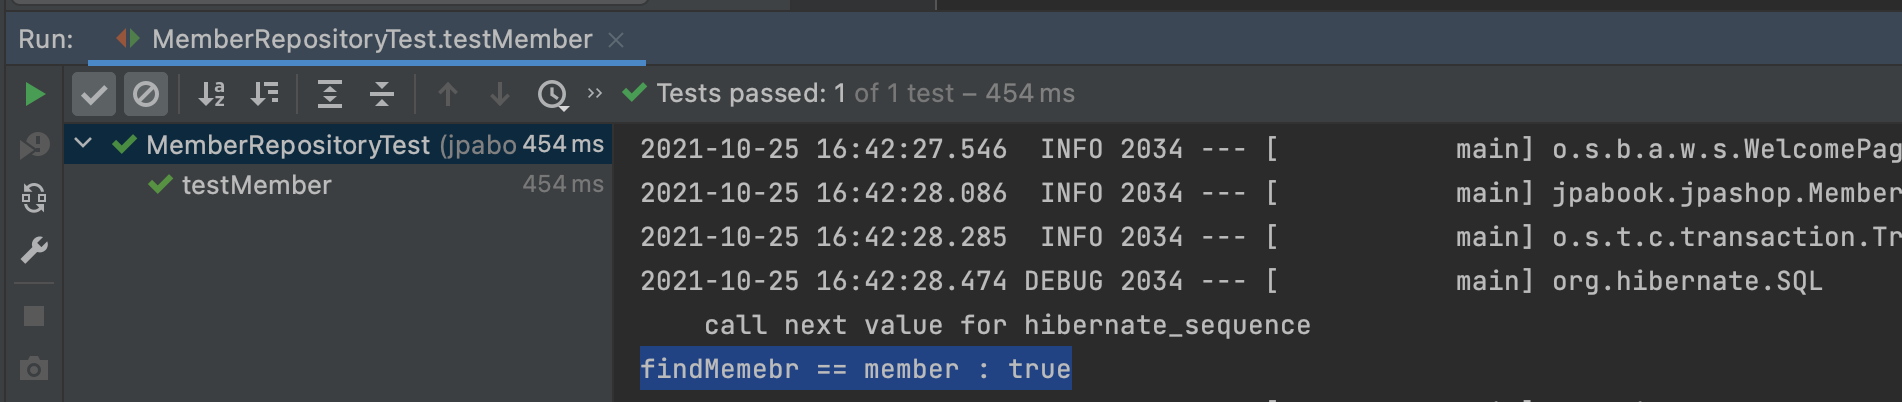 Run: MemberRepositoryTest.testMember
Tests passed: 1 of 1 test – 454 ms
MemberRepositoryTest (jpabo 454 ms
testMember 454 ms
2021-10-25 16:42:27.546  INFO 2034 --- [           main] o.s.b.a.w.s.WelcomePag
2021-10-25 16:42:28.086  INFO 2034 --- [           main] jpabook.jpashop.Member
2021-10-25 16:42:28.285  INFO 2034 --- [           main] o.s.t.c.transaction.Tr
2021-10-25 16:42:28.474 DEBUG 2034 --- [           main] org.hibernate.SQL
    call next value for hibernate_sequence
findMemebr == member : true